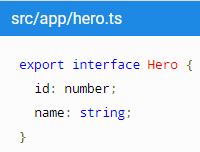 src/app/hero.ts
export interface Hero {
  id: number;
  name: string;
}